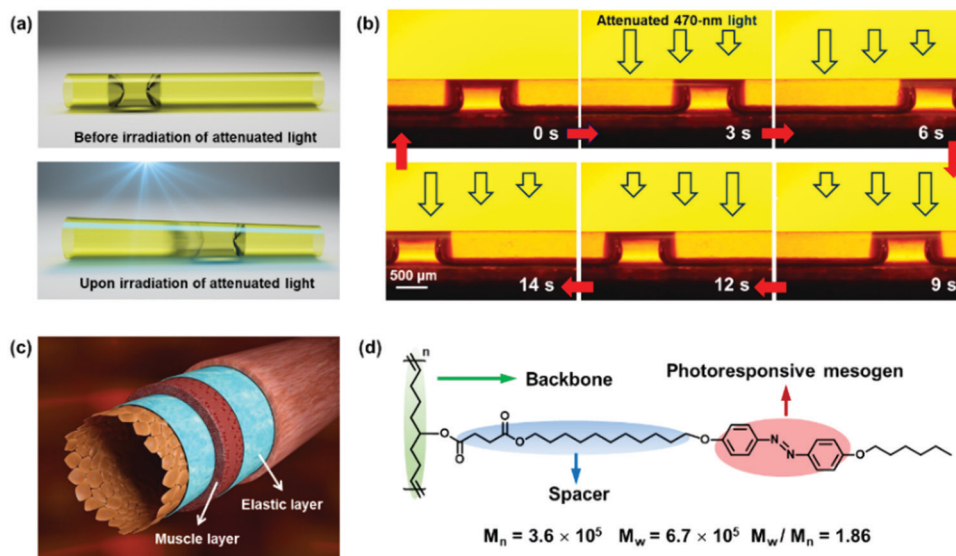 (a)
Before irradiation of attenuated light
Upon irradiation of attenuated light
(b)
Attenuated 470-nm light
0 s
3 s
6 s
500 µm
14 s
12 s
9 s
(c)
Elastic layer
Muscle layer
(d)
n
Backbone
Photoresponsive mesogen
O
O
O
O
O
N
N
O
Spacer
Mₙ = 3.6 × 10⁵ M_w = 6.7 × 10⁵ M_w / Mₙ = 1.86